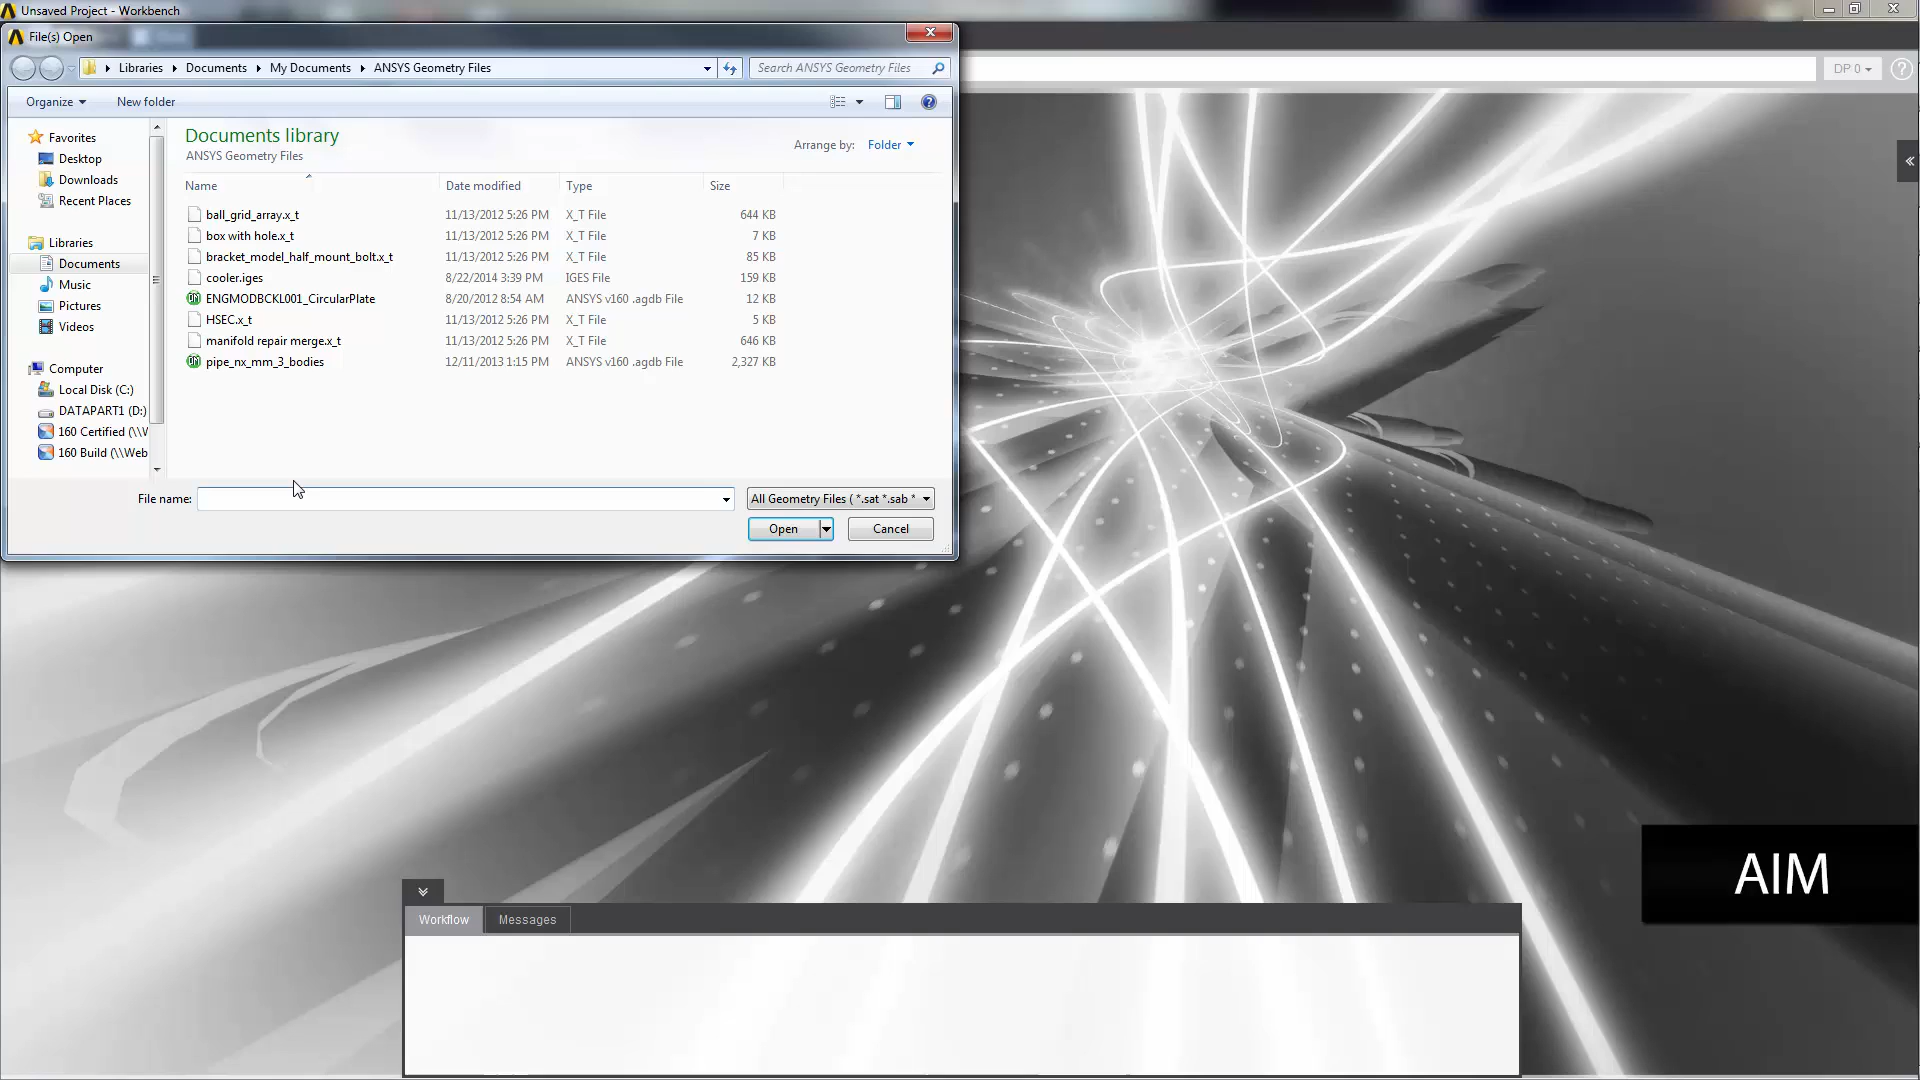 Unsaved Project - Workbench
File(s) Open
Libraries Documents My Documents ANSYS Geometry Files
Search ANSYS Geometry Files
DP 0
Organize New folder
Favorites
Desktop
Downloads
Recent Places
Libraries
Documents
Music
Pictures
Videos
Computer
Local Disk (C:)
DATAPART1 (D:)
160 Certified (\\W
160 Build (\\Web
Documents library
ANSYS Geometry Files
Arrange by: Folder
Name Date modified Type Size
ball_grid_array.x_t 11/13/2012 5:26 PM X_T File 644 KB
box with hole.x_t 11/13/2012 5:26 PM X_T File 7 KB
bracket_model_half_mount_bolt.x_t 11/13/2012 5:26 PM X_T File 85 KB
cooler.iges 8/22/2014 3:39 PM IGES File 159 KB
ENGMODBCKL001_CircularPlate 8/20/2012 8:54 AM ANSYS v160 .agdb File 12 KB
HSEC.x_t 11/13/2012 5:26 PM X_T File 5 KB
manifold repair merge.x_t 11/13/2012 5:26 PM X_T File 646 KB
pipe_nx_mm_3_bodies 12/11/2013 1:15 PM ANSYS v160 .agdb File 2,327 KB
File name:
All Geometry Files ( *.sat *.sab *
Open Cancel
AIM
Workflow Messages